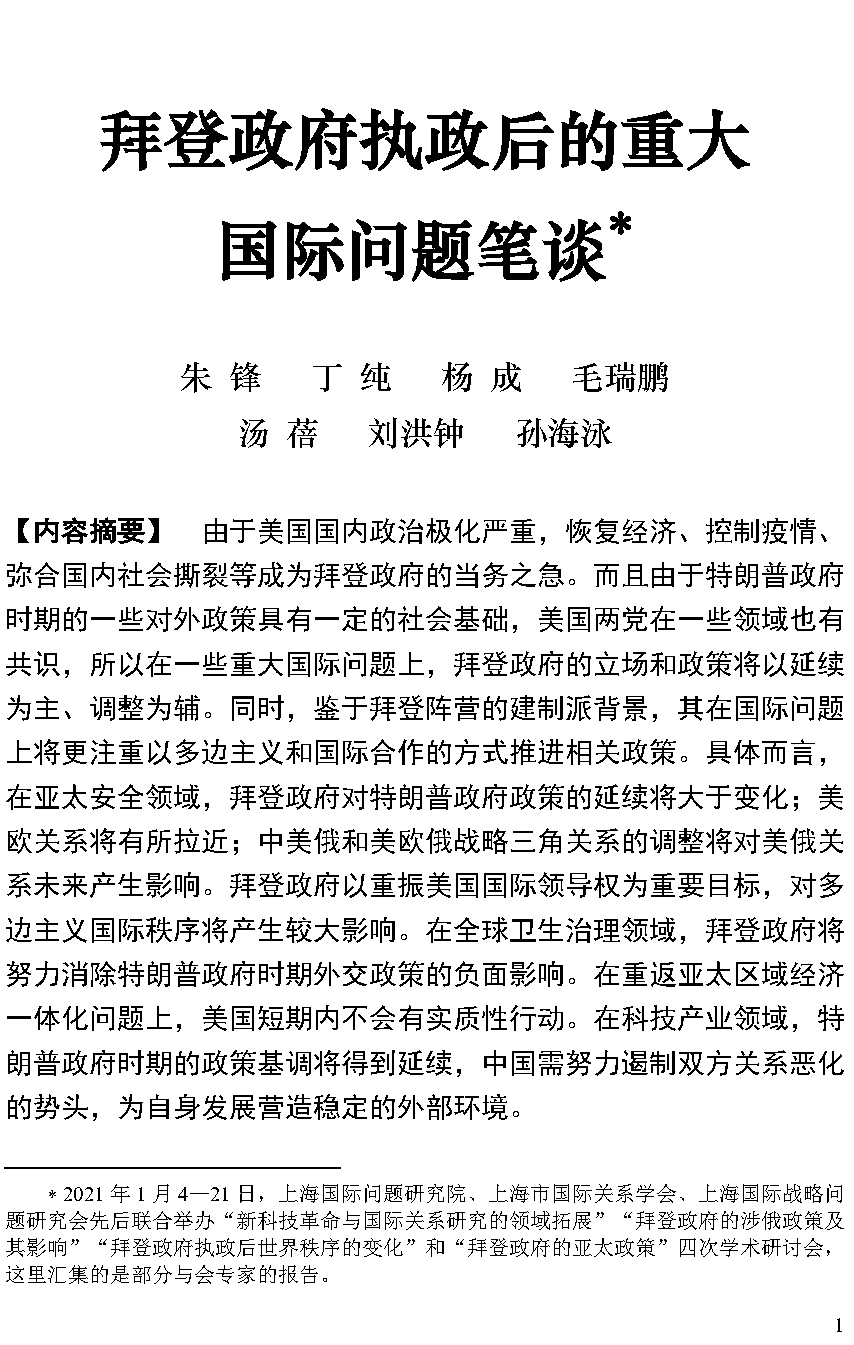 拜登政府执政后的重大
国际问题笔谈*
朱 锋 丁 纯 杨 成 毛瑞鹏
汤 蓓 刘洪钟 孙海泳
【内容摘要】 由于美国国内政治极化严重，恢复经济、控制疫情、
弥合国内社会撕裂等成为拜登政府的当务之急。而且由于特朗普政府
时期的一些对外政策具有一定的社会基础，美国两党在一些领域也有
共识，所以在一些重大国际问题上，拜登政府的立场和政策将以延续
为主、调整为辅。同时，鉴于拜登阵营的建制派背景，其在国际问题
上将更注重以多边主义和国际合作的方式推进相关政策。具体而言，
在亚太安全领域，拜登政府对特朗普政府政策的延续将大于变化；美
欧关系将有所拉近；中美俄和美欧俄战略三角关系的调整将对美俄关
系未来产生影响。拜登政府以重振美国国际领导权为重要目标，对多
边主义国际秩序将产生较大影响。在全球卫生治理领域，拜登政府将
努力消除特朗普政府时期外交政策的负面影响。在重返亚太区域经济
一体化问题上，美国短期内不会有实质性行动。在科技产业领域，特
朗普政府时期的政策基调将得到延续，中国需努力遏制双方关系恶化
的势头，为自身发展营造稳定的外部环境。
* 2021 年 1 月 4—21 日，上海国际问题研究院、上海市国际关系学会、上海国际战略问
题研究会先后联合举办“新科技革命与国际关系研究的领域拓展”“拜登政府的涉俄政策及
其影响”“拜登政府执政后世界秩序的变化”和“拜登政府的亚太政策”四次学术研讨会，
这里汇集的是部分与会专家的报告。
1